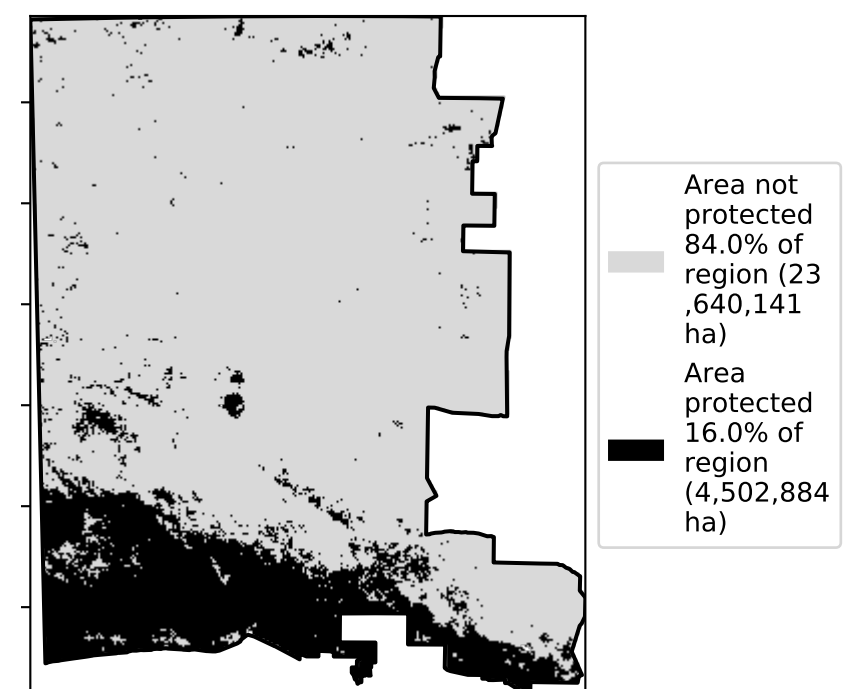 Area not
protected
84.0% of
region (23
,640,141
ha)
Area
protected
16.0% of
region
(4,502,884
ha)